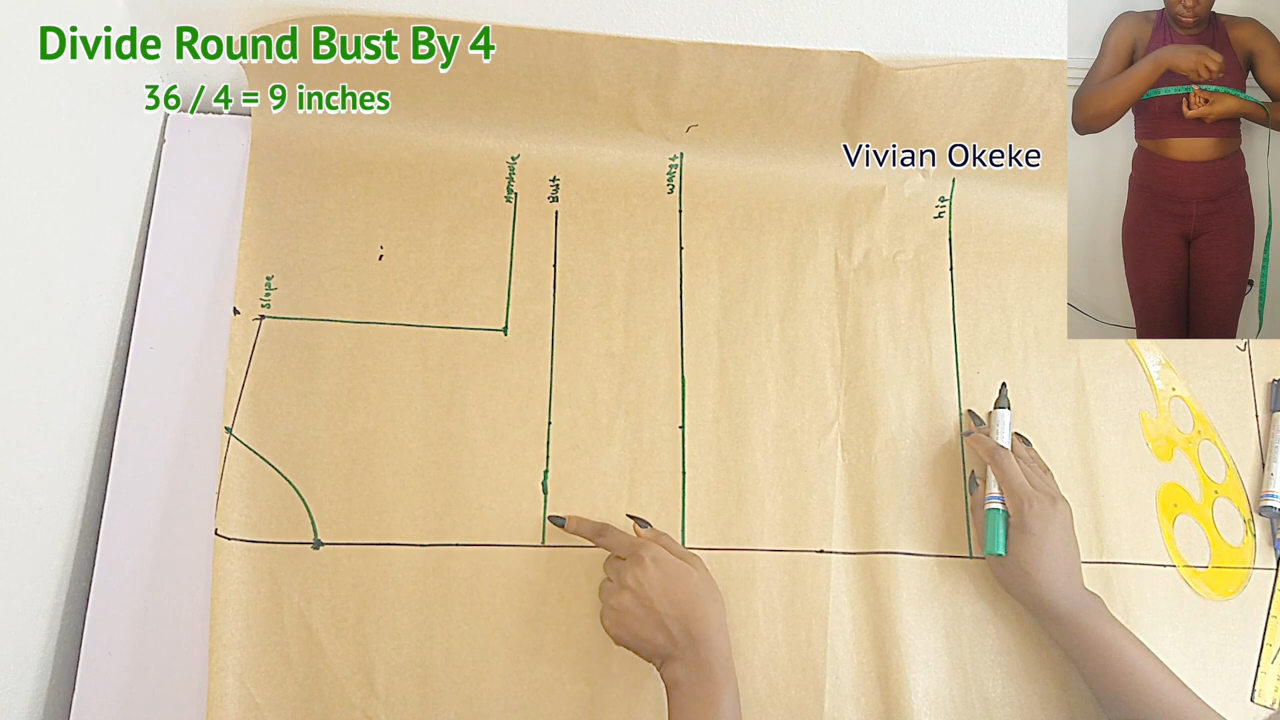 Divide Round Bust By 4
36 / 4 = 9 inches
Vivian Okeke
slope
Armhole
Bust
waist
hip